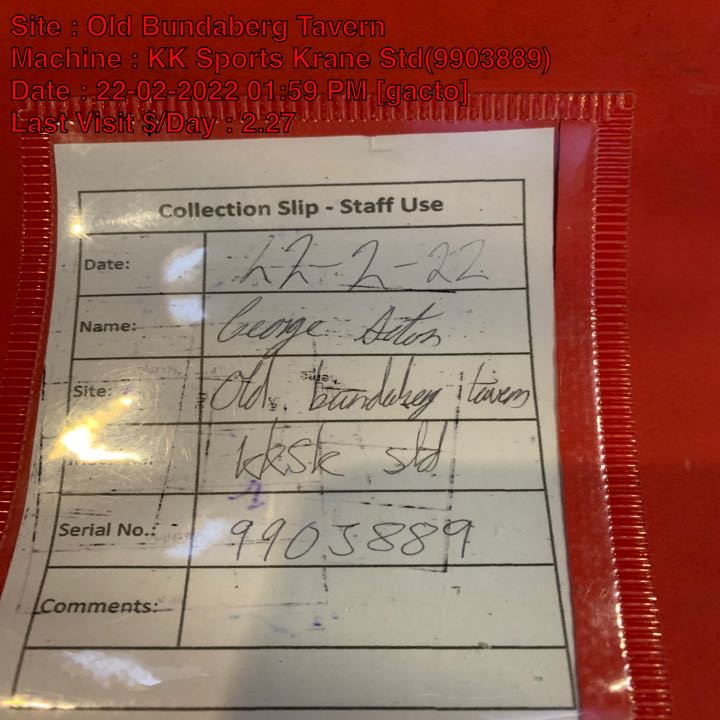 Site : Old Bundaberg Tavern
Machine : KK Sports Krane Std(9903889)
Date : 22-02-2022 01:59 PM [gacto]
Last Visit $/Day : 2.27
Collection Slip - Staff Use
Date: 22-2-22
Name: George Acton
Site: Old bundaberg tavern
kksk std
Serial No.: 9903889
Comments: